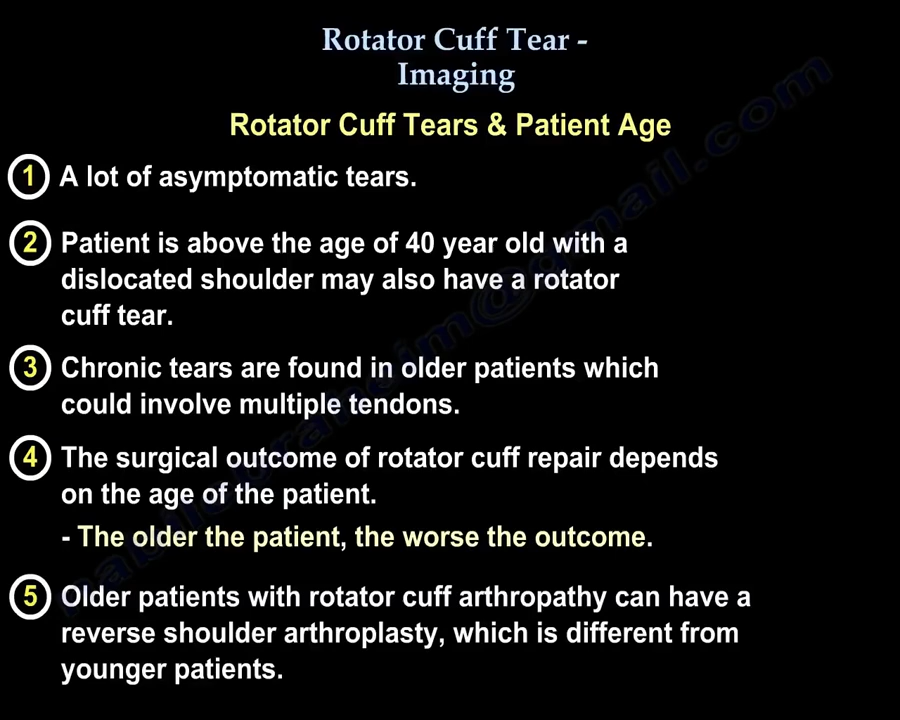 Rotator Cuff Tear -
Imaging
Rotator Cuff Tears & Patient Age
1 A lot of asymptomatic tears.
2 Patient is above the age of 40 year old with a
dislocated shoulder may also have a rotator
cuff tear.
3 Chronic tears are found in older patients which
could involve multiple tendons.
4 The surgical outcome of rotator cuff repair depends
on the age of the patient.
- The older the patient, the worse the outcome.
5 Older patients with rotator cuff arthropathy can have a
reverse shoulder arthroplasty, which is different from
younger patients.